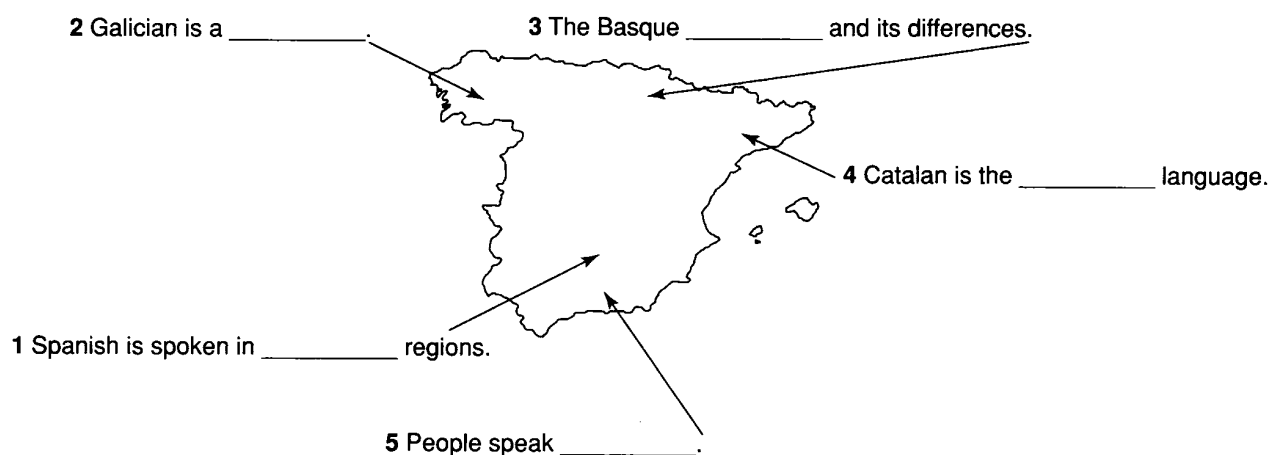 2 Galician is a __________.
3 The Basque __________ and its differences.
4 Catalan is the __________ language.
1 Spanish is spoken in __________ regions.
5 People speak __________.